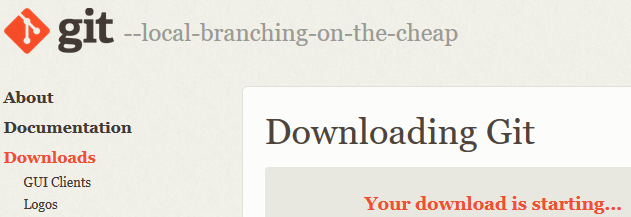 git --local-branching-on-the-cheap
About
Documentation
Downloads
GUI Clients
Logos
Downloading Git
Your download is starting...